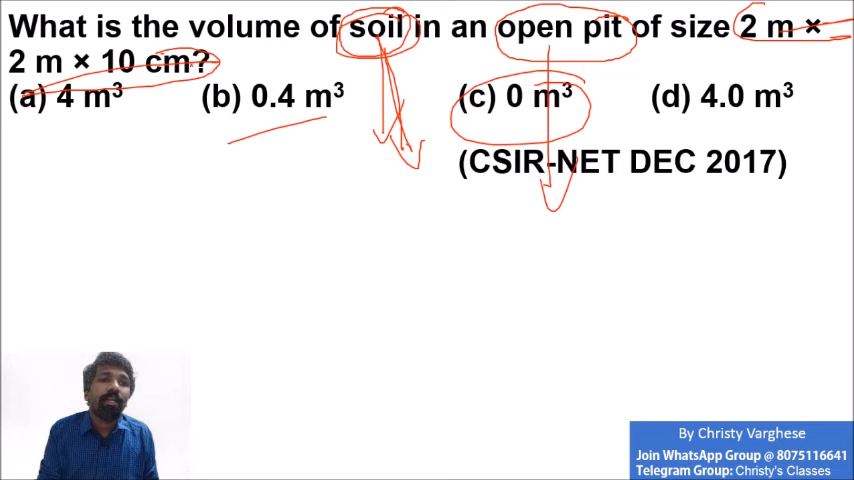 What is the volume of soil in an open pit of size 2 m ×
2 m × 10 cm?
(a) 4 m³ (b) 0.4 m³ (c) 0 m³ (d) 4.0 m³
(CSIR-NET DEC 2017)
By Christy Varghese
Join WhatsApp Group @ 8075116641
Telegram Group: Christy's Classes